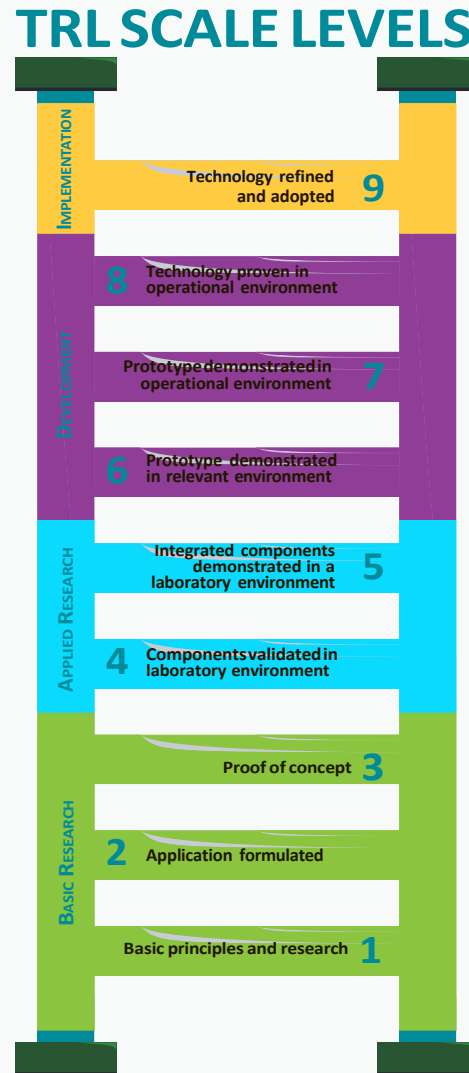 TRL SCALE LEVELS
IMPLEMENTATION
Technology refined
and adopted
9
DEVELOPMENT
8
Technology proven in
operational environment
Prototype demonstrated in
operational environment
7
6
Prototype demonstrated
in relevant environment
APPLIED RESEARCH
Integrated components
demonstrated in a
laboratory environment
5
4
Components validated in
laboratory environment
BASIC RESEARCH
Proof of concept 3
2 Application formulated
Basic principles and research 1